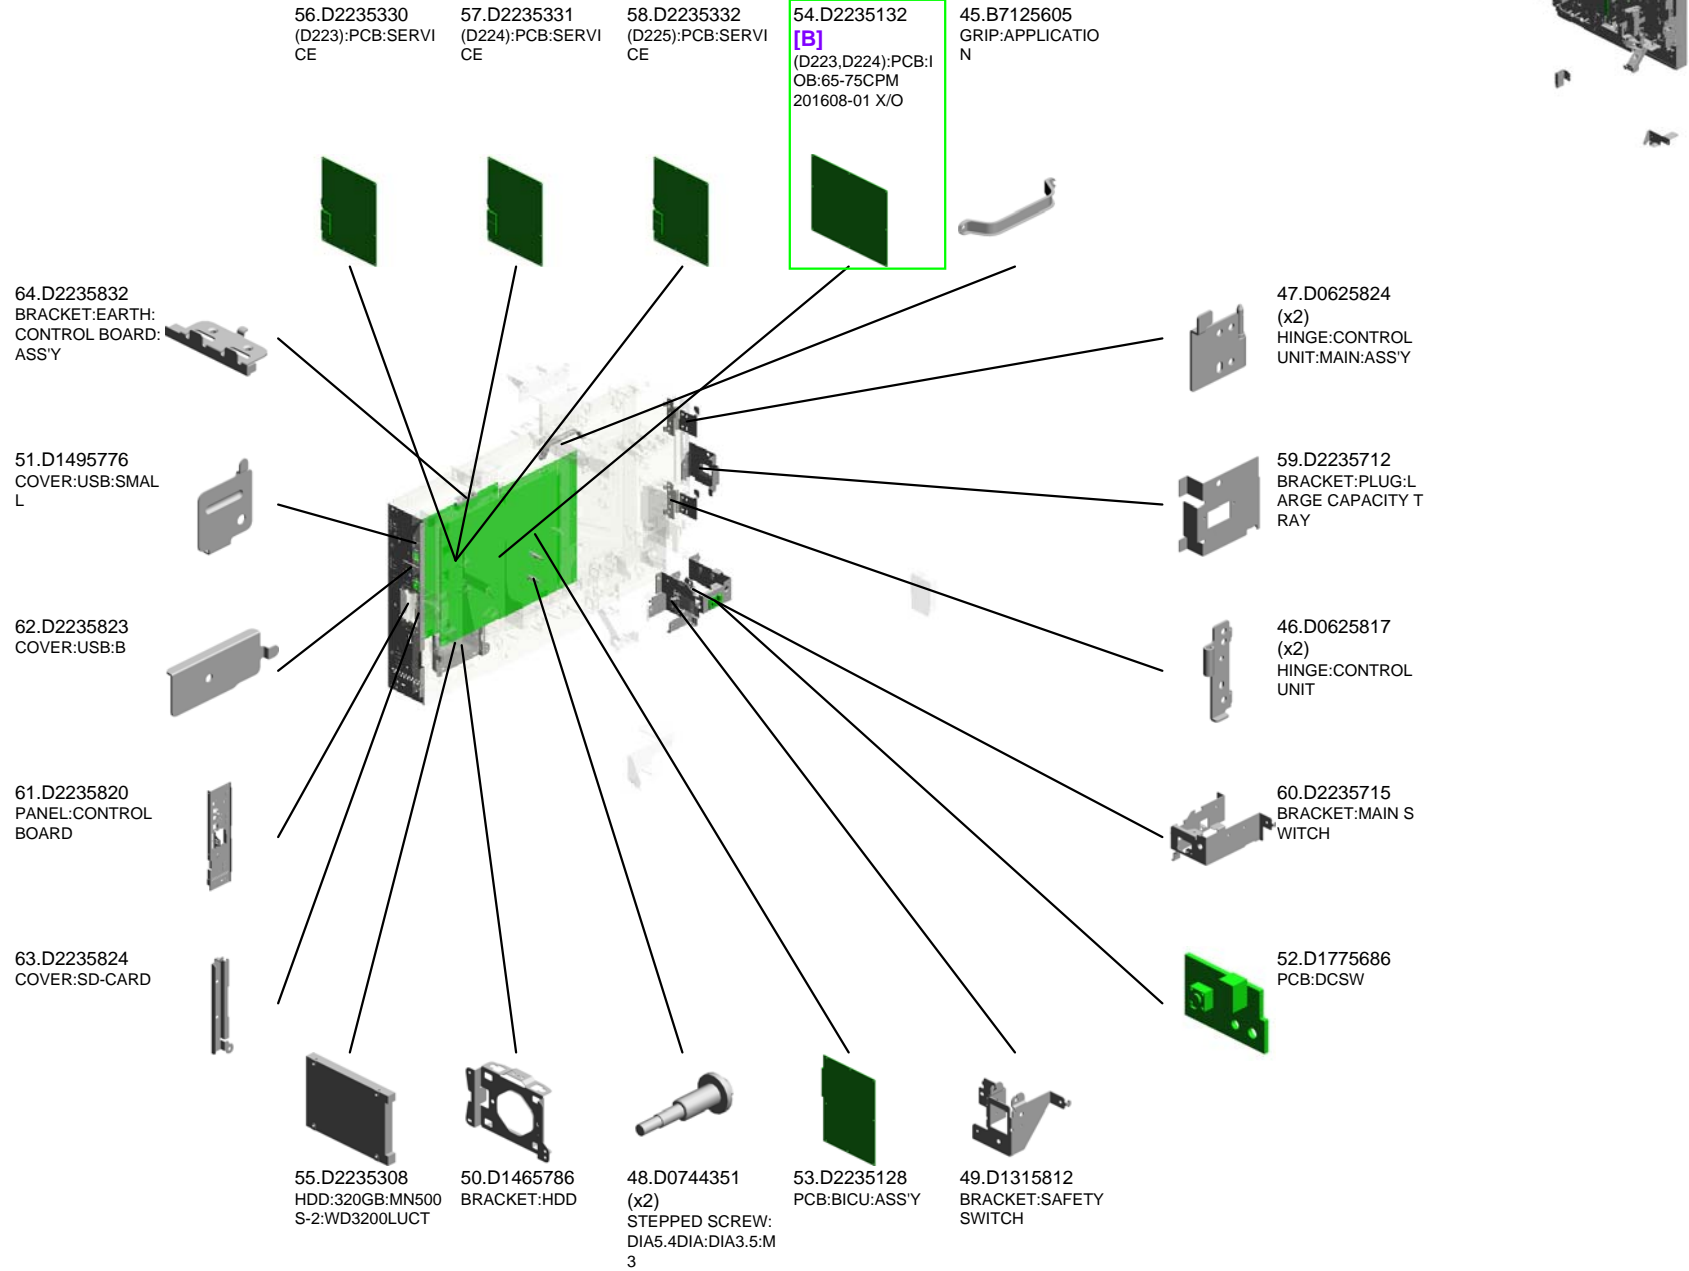 56.D2235330
(D223):PCB:SERVI
CE
57.D2235331
(D224):PCB:SERVI
CE
58.D2235332
(D225):PCB:SERVI
CE
54.D2235132
[B]
(D223,D224):PCB:I
OB:65-75CPM
201608-01 X/O
45.B7125605
GRIP:APPLICATIO
N
64.D2235832
BRACKET:EARTH:
CONTROL BOARD:
ASS'Y
47.D0625824
(x2)
HINGE:CONTROL
UNIT:MAIN:ASS'Y
51.D1495776
COVER:USB:SMAL
L
59.D2235712
BRACKET:PLUG:L
ARGE CAPACITY T
RAY
62.D2235823
COVER:USB:B
46.D0625817
(x2)
HINGE:CONTROL
UNIT
61.D2235820
PANEL:CONTROL
BOARD
60.D2235715
BRACKET:MAIN S
WITCH
63.D2235824
COVER:SD-CARD
52.D1775686
PCB:DCSW
55.D2235308
HDD:320GB:MN500
S-2:WD3200LUCT
50.D1465786
BRACKET:HDD
48.D0744351
(x2)
STEPPED SCREW:
DIA5.4DIA:DIA3.5:M
3
53.D2235128
PCB:BICU:ASS'Y
49.D1315812
BRACKET:SAFETY
SWITCH